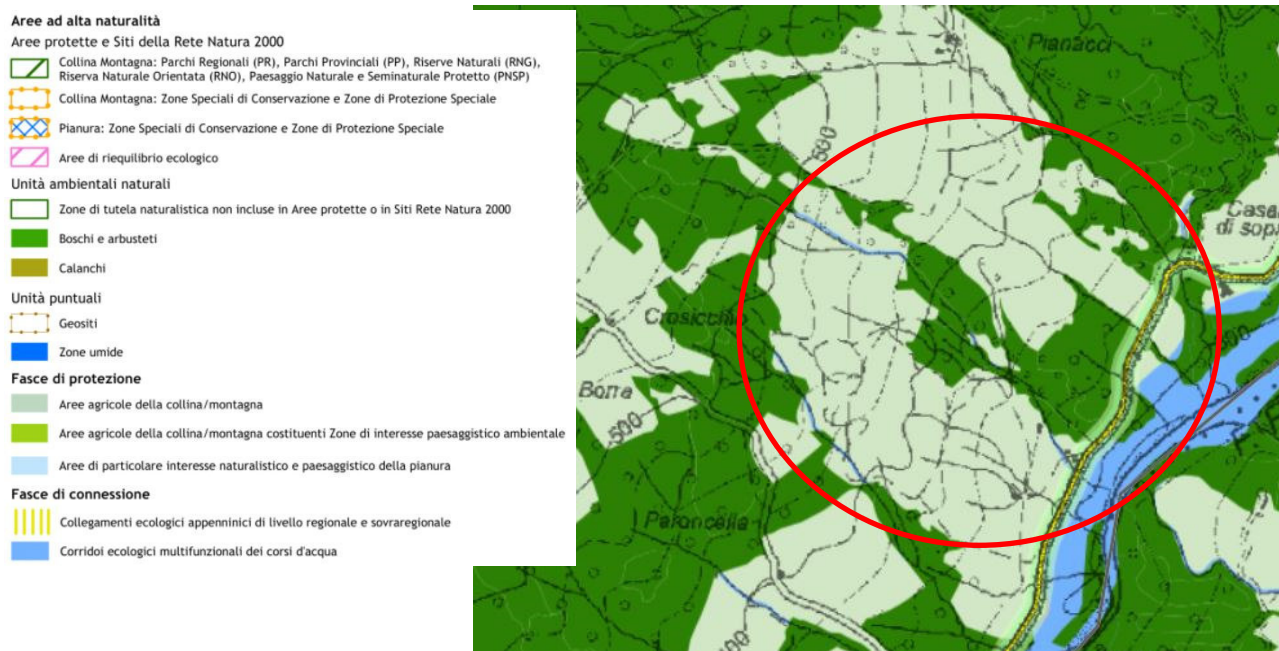 Aree ad alta naturalità
Aree protette e Siti della Rete Natura 2000
Collina Montagna: Parchi Regionali (PR), Parchi Provinciali (PP), Riserve Naturali (RNG),
Riserva Naturale Orientata (RNO), Paesaggio Naturale e Seminaturale Protetto (PNSP)
Collina Montagna: Zone Speciali di Conservazione e Zone di Protezione Speciale
Pianura: Zone Speciali di Conservazione e Zone di Protezione Speciale
Aree di riequilibrio ecologico
Unità ambientali naturali
Zone di tutela naturalistica non incluse in Aree protette o in Siti Rete Natura 2000
Boschi e arbusteti
Calanchi
Unità puntuali
Geositi
Zone umide
Fasce di protezione
Aree agricole della collina/montagna
Aree agricole della collina/montagna costituenti Zone di interesse paesaggistico ambientale
Aree di particolare interesse naturalistico e paesaggistico della pianura
Fasce di connessione
Collegamenti ecologici appenninici di livello regionale e sovraregionale
Corridoi ecologici multifunzionali dei corsi d'acqua
Pianacci
500
Casa
di sopra
Crosicchio
300
Borra
500
Paroncella